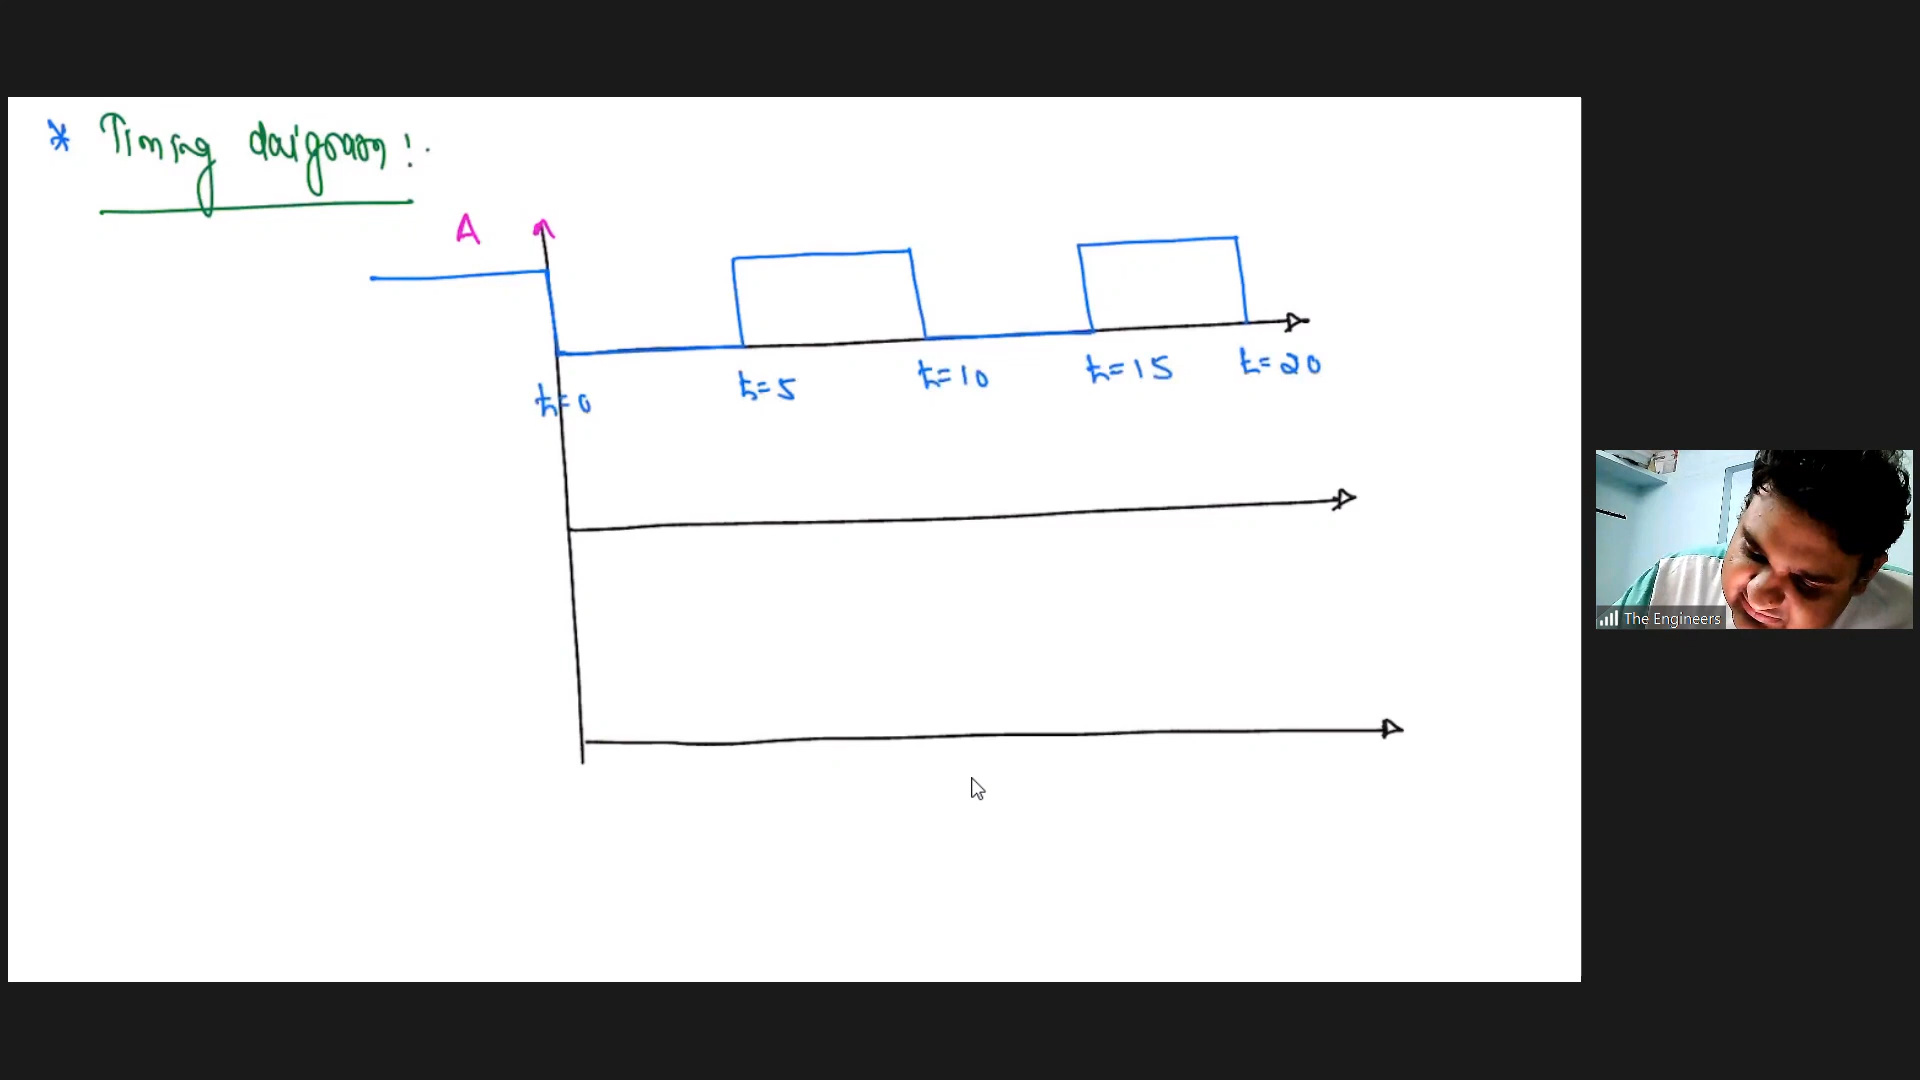 * Timing daigram :-
A
t=0 t=5 t=10 t=15 t=20
The Engineers